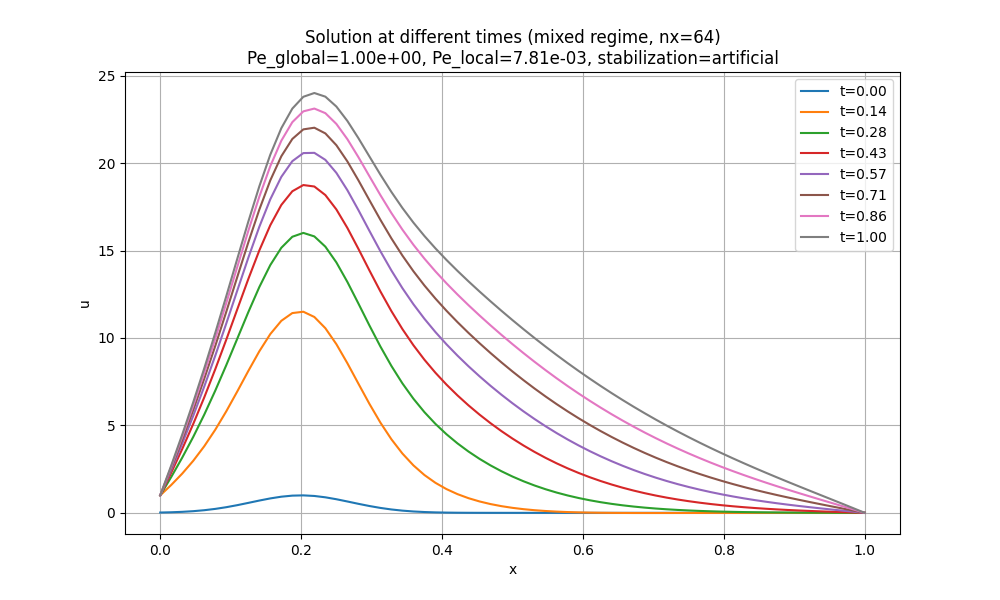 Solution at different times (mixed regime, nx=64)
Pe_global=1.00e+00, Pe_local=7.81e-03, stabilization=artificial
25
20
15
10
5
0
u
0.0
0.2
0.4
0.6
0.8
1.0
x
t=0.00
t=0.14
t=0.28
t=0.43
t=0.57
t=0.71
t=0.86
t=1.00